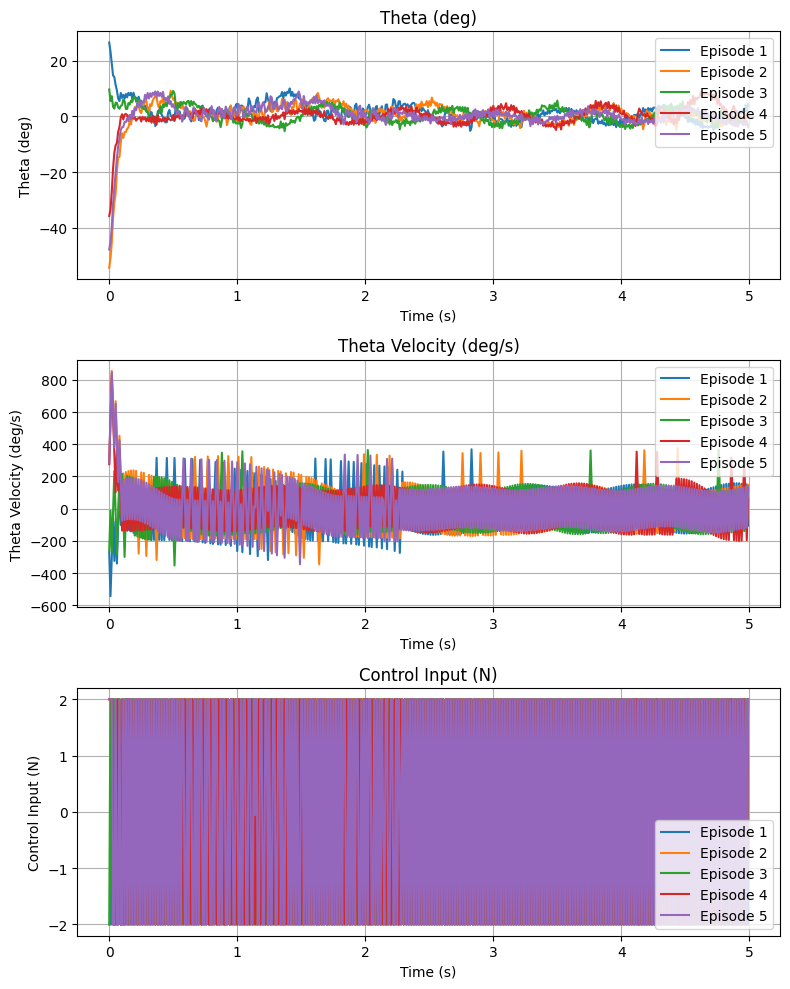 Theta (deg)
Theta (deg)
20
0
−20
−40
0
1
2
3
4
5
Time (s)
Episode 1
Episode 2
Episode 3
Episode 4
Episode 5
Theta Velocity (deg/s)
Theta Velocity (deg/s)
800
600
400
200
0
−200
−400
−600
0
1
2
3
4
5
Time (s)
Episode 1
Episode 2
Episode 3
Episode 4
Episode 5
Control Input (N)
Control Input (N)
2
1
0
−1
−2
0
1
2
3
4
5
Time (s)
Episode 1
Episode 2
Episode 3
Episode 4
Episode 5